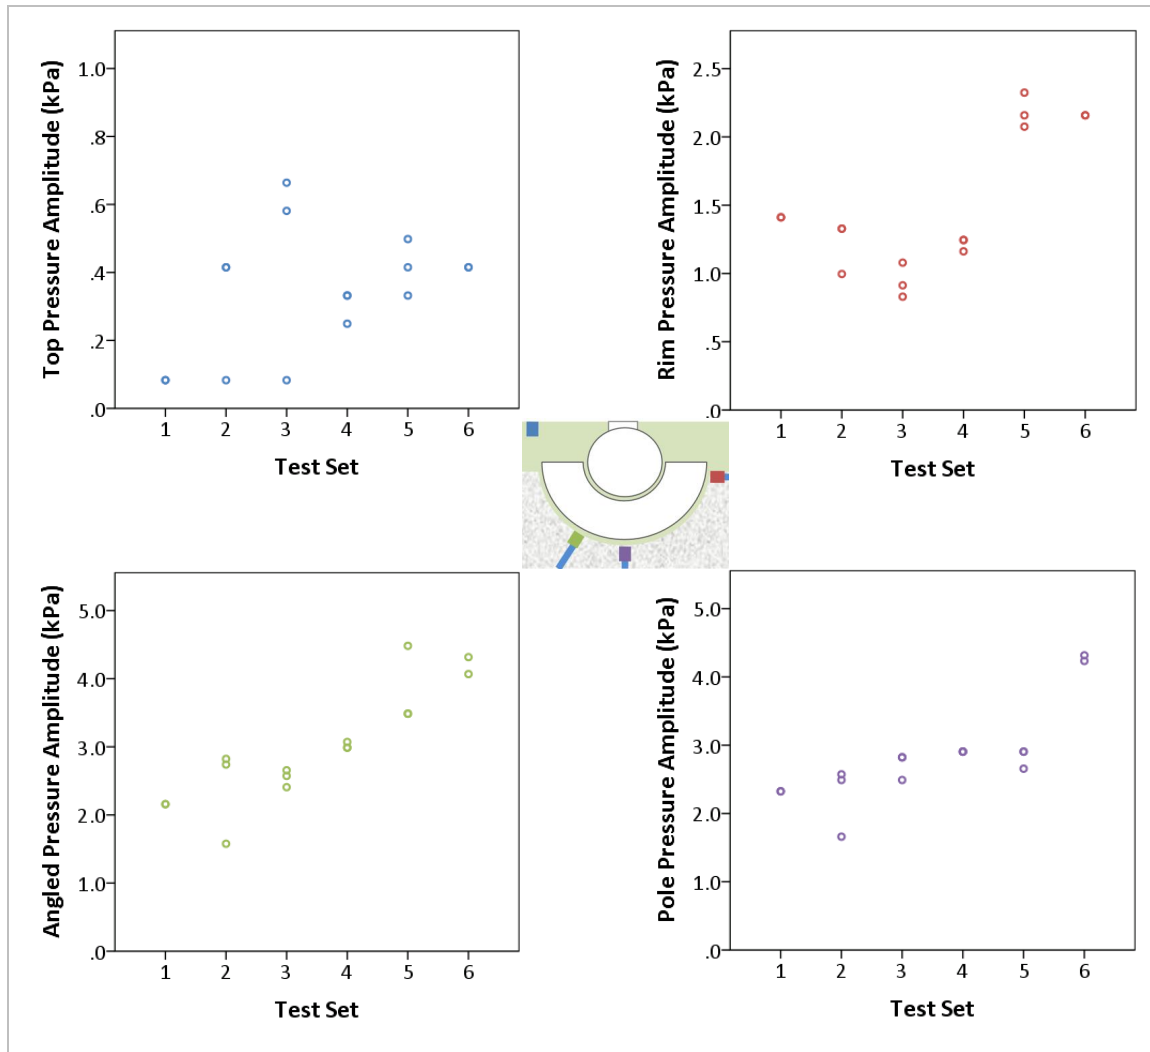 Top Pressure Amplitude (kPa)
1.0
.8
.6
.4
.2
.0
1 2 3 4 5 6
Test Set
Rim Pressure Amplitude (kPa)
2.5
2.0
1.5
1.0
.5
.0
1 2 3 4 5 6
Test Set
Angled Pressure Amplitude (kPa)
5.0
4.0
3.0
2.0
1.0
.0
1 2 3 4 5 6
Test Set
Pole Pressure Amplitude (kPa)
5.0
4.0
3.0
2.0
1.0
.0
1 2 3 4 5 6
Test Set